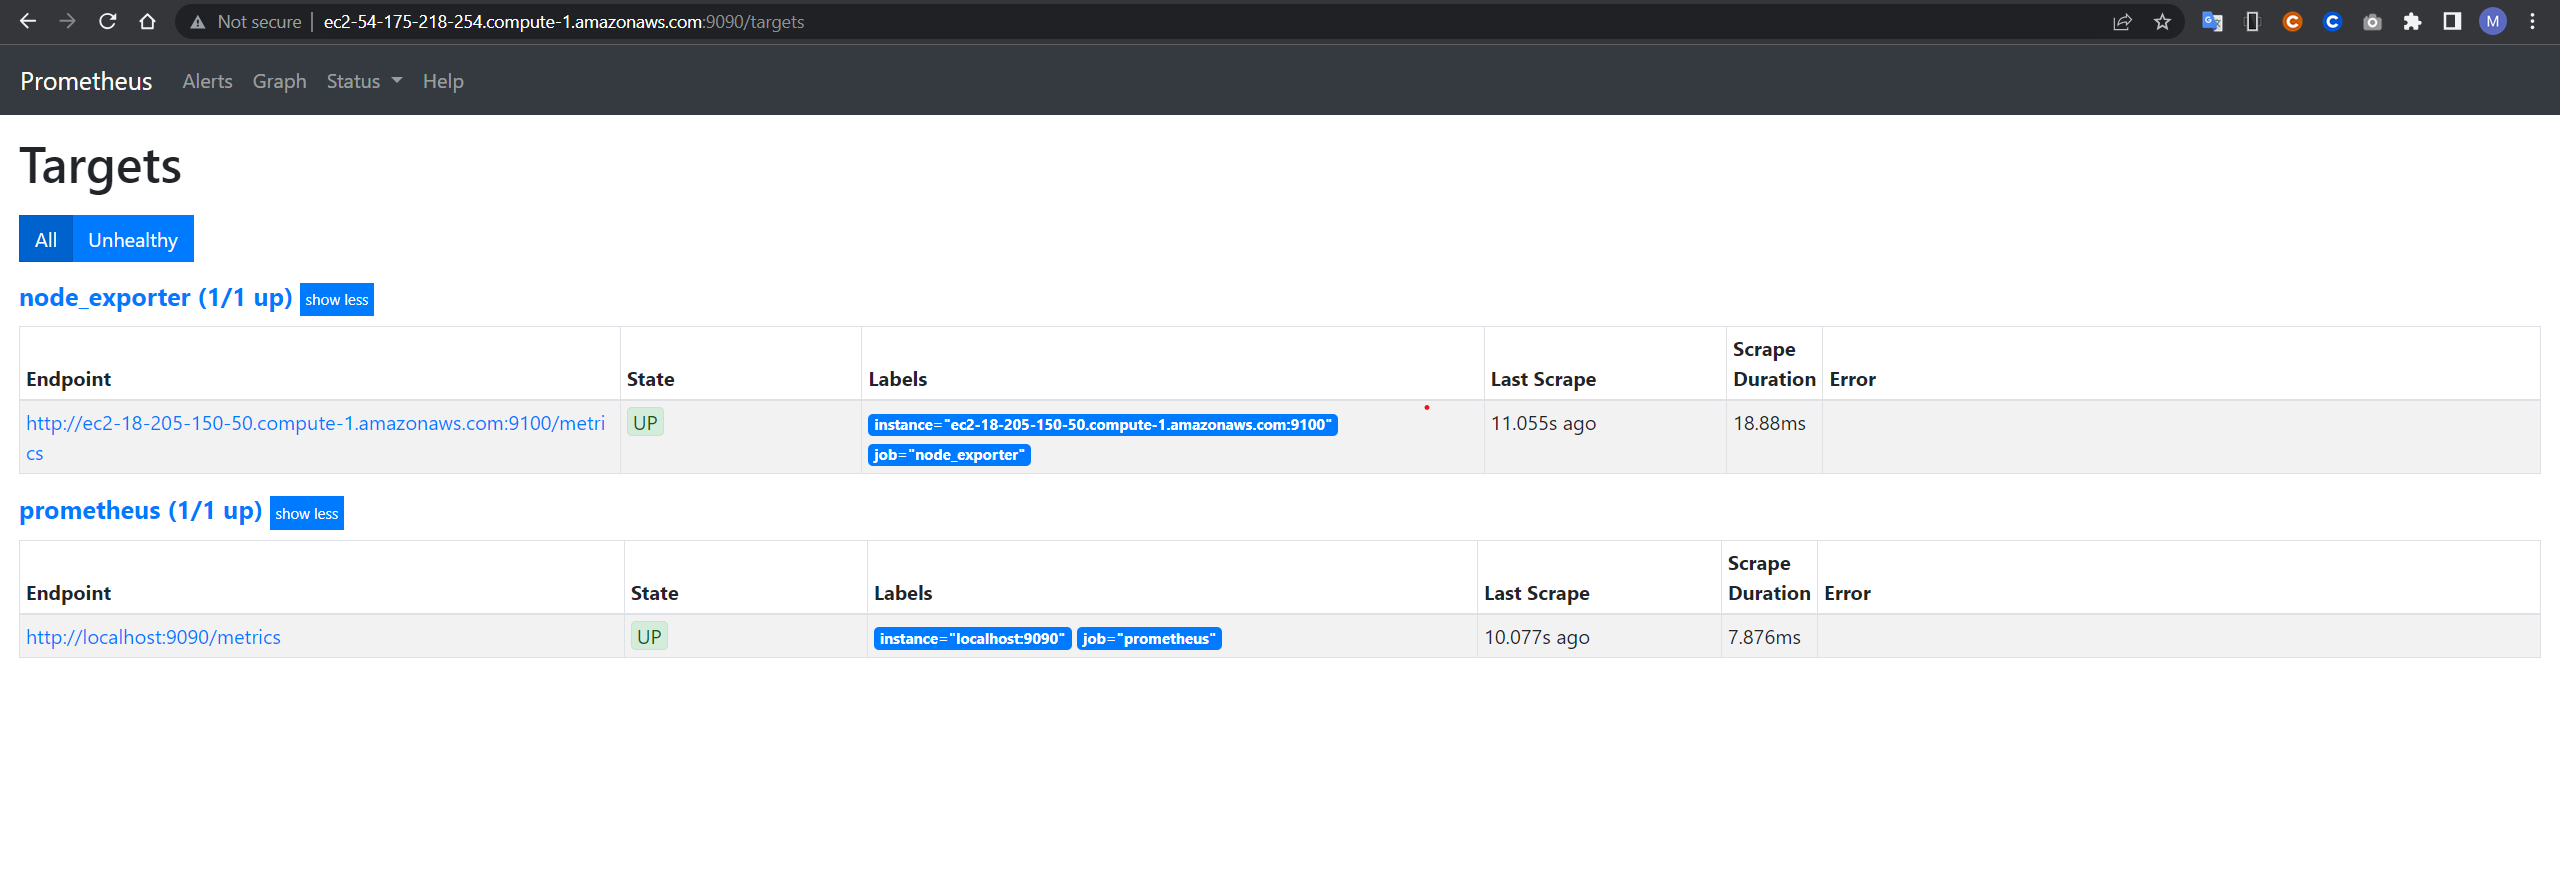 Not secure | ec2-54-175-218-254.compute-1.amazonaws.com:9090/targets
M
Prometheus Alerts Graph Status Help
Targets
All Unhealthy
node_exporter (1/1 up) show less
Endpoint State Labels Last Scrape Scrape Duration Error
http://ec2-18-205-150-50.compute-1.amazonaws.com:9100/metri
cs
UP
instance="ec2-18-205-150-50.compute-1.amazonaws.com:9100"
job="node_exporter"
11.055s ago
18.88ms
prometheus (1/1 up) show less
Endpoint State Labels Last Scrape Scrape Duration Error
http://localhost:9090/metrics UP instance="localhost:9090" job="prometheus" 10.077s ago 7.876ms